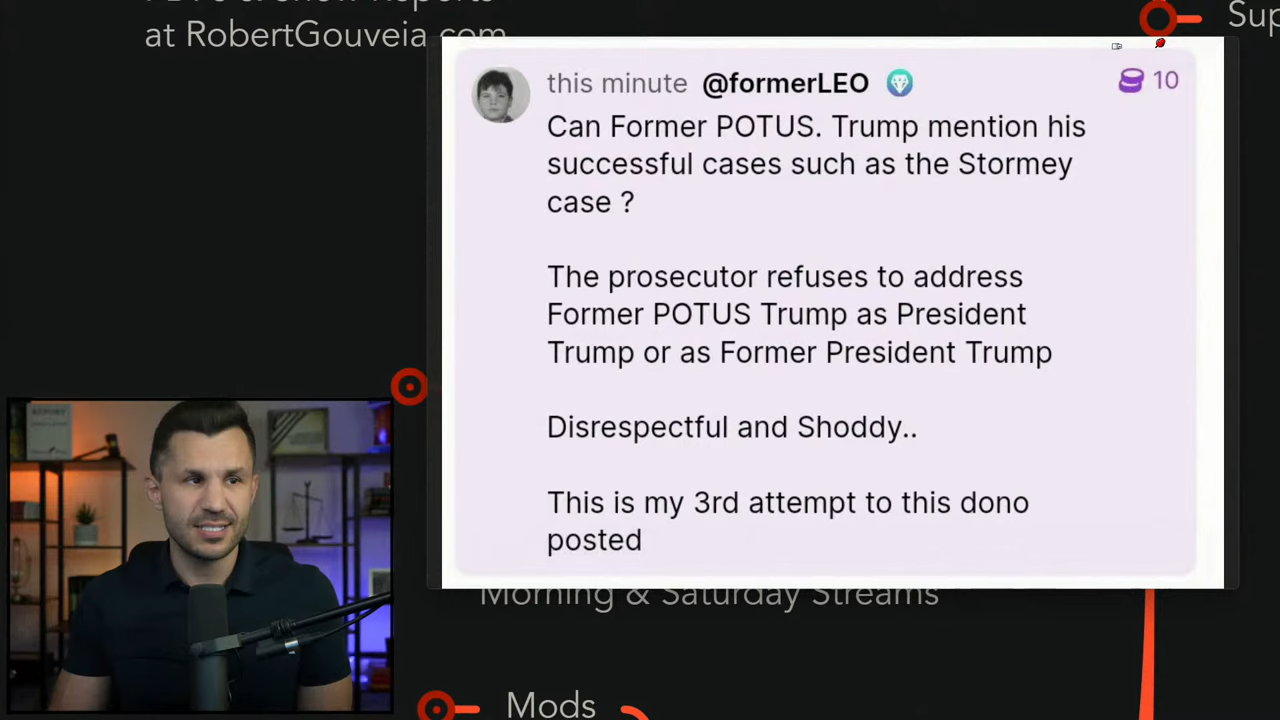 at RobertGouveia.com
Sup
this minute @formerLEO
10
Can Former POTUS. Trump mention his
successful cases such as the Stormey
case ?
The prosecutor refuses to address
Former POTUS Trump as President
Trump or as Former President Trump
Disrespectful and Shoddy..
This is my 3rd attempt to this dono
posted
Morning & Saturday Streams
Mods